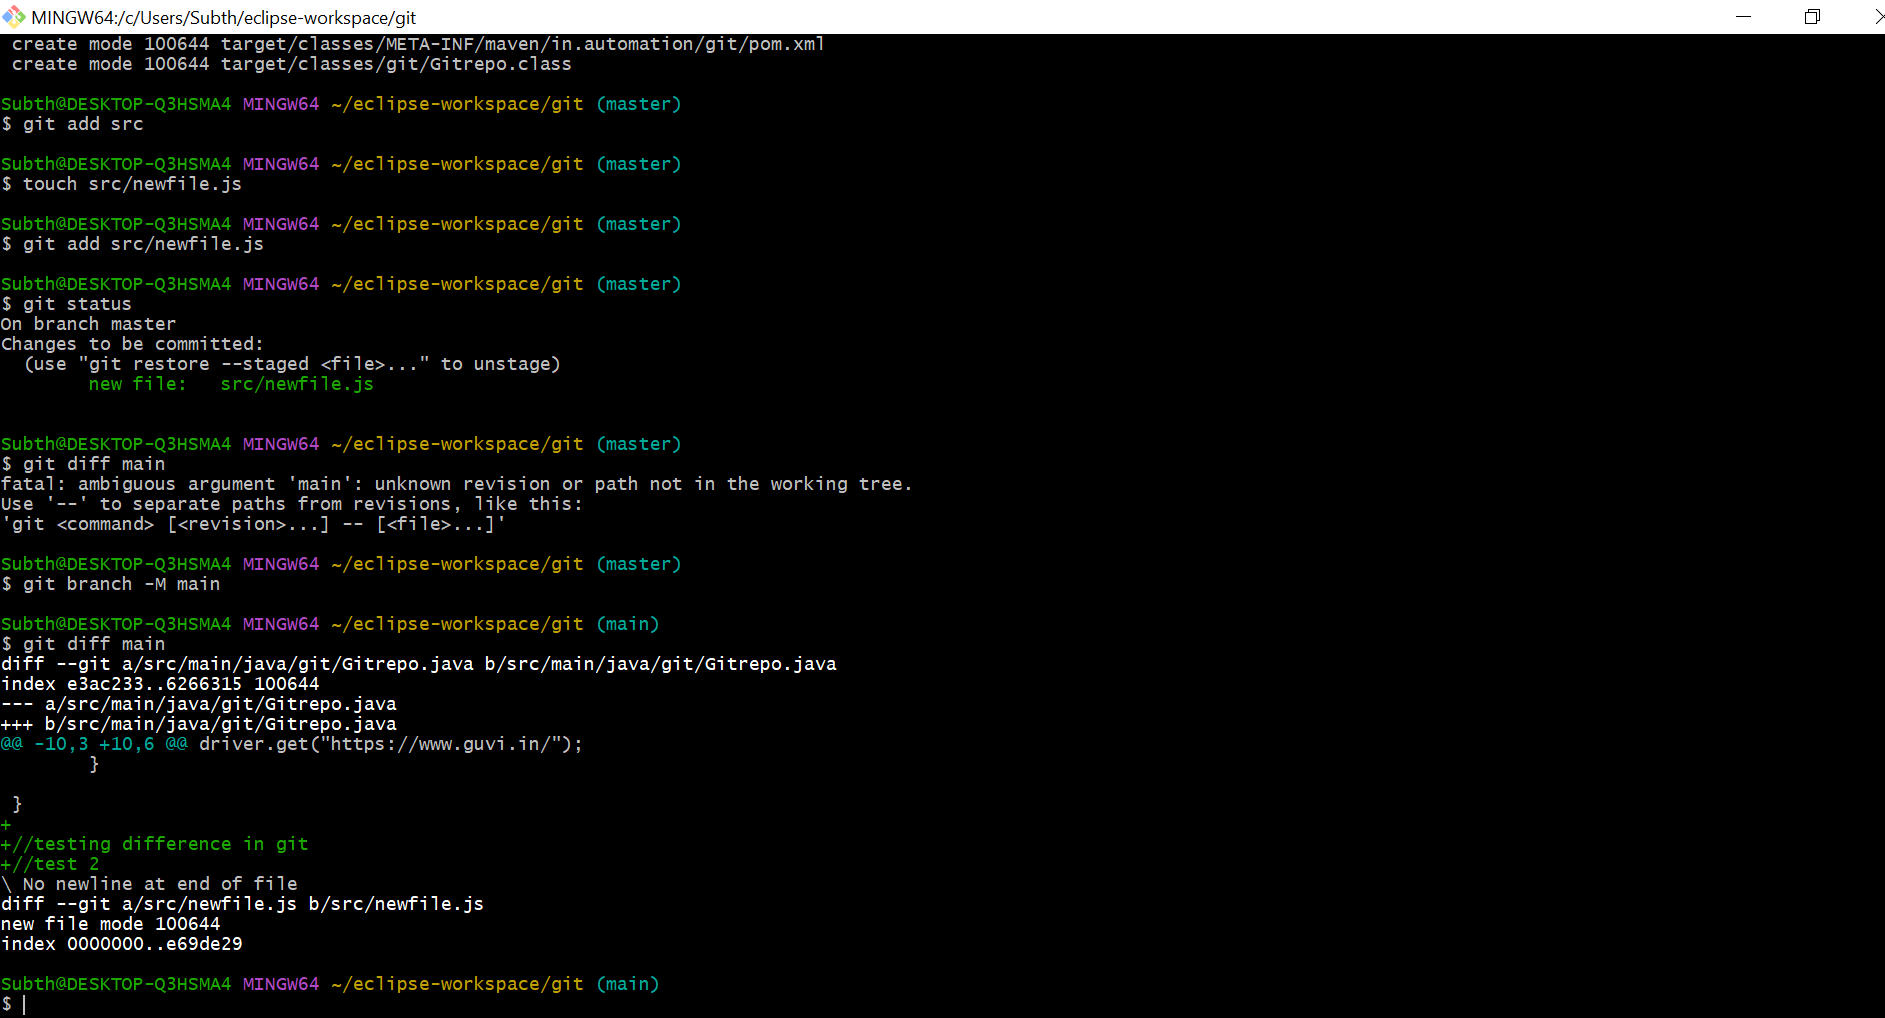 MINGW64:/c/Users/Subth/eclipse-workspace/git
 create mode 100644 target/classes/META-INF/maven/in.automation/git/pom.xml
 create mode 100644 target/classes/git/Gitrepo.class

Subth@DESKTOP-Q3HSMA4 MINGW64 ~/eclipse-workspace/git (master)
$ git add src

Subth@DESKTOP-Q3HSMA4 MINGW64 ~/eclipse-workspace/git (master)
$ touch src/newfile.js

Subth@DESKTOP-Q3HSMA4 MINGW64 ~/eclipse-workspace/git (master)
$ git add src/newfile.js

Subth@DESKTOP-Q3HSMA4 MINGW64 ~/eclipse-workspace/git (master)
$ git status
On branch master
Changes to be committed:
  (use "git restore --staged <file>..." to unstage)
        new file:   src/newfile.js


Subth@DESKTOP-Q3HSMA4 MINGW64 ~/eclipse-workspace/git (master)
$ git diff main
fatal: ambiguous argument 'main': unknown revision or path not in the working tree.
Use '--' to separate paths from revisions, like this:
'git <command> [<revision>...] -- [<file>...]'

Subth@DESKTOP-Q3HSMA4 MINGW64 ~/eclipse-workspace/git (master)
$ git branch -M main

Subth@DESKTOP-Q3HSMA4 MINGW64 ~/eclipse-workspace/git (main)
$ git diff main
diff --git a/src/main/java/git/Gitrepo.java b/src/main/java/git/Gitrepo.java
index e3ac233..6266315 100644
--- a/src/main/java/git/Gitrepo.java
+++ b/src/main/java/git/Gitrepo.java
@@ -10,3 +10,6 @@ driver.get("https://www.guvi.in/");
        }

 }
+
+//testing difference in git
+//test 2
\ No newline at end of file
diff --git a/src/newfile.js b/src/newfile.js
new file mode 100644
index 0000000..e69de29

Subth@DESKTOP-Q3HSMA4 MINGW64 ~/eclipse-workspace/git (main)
$